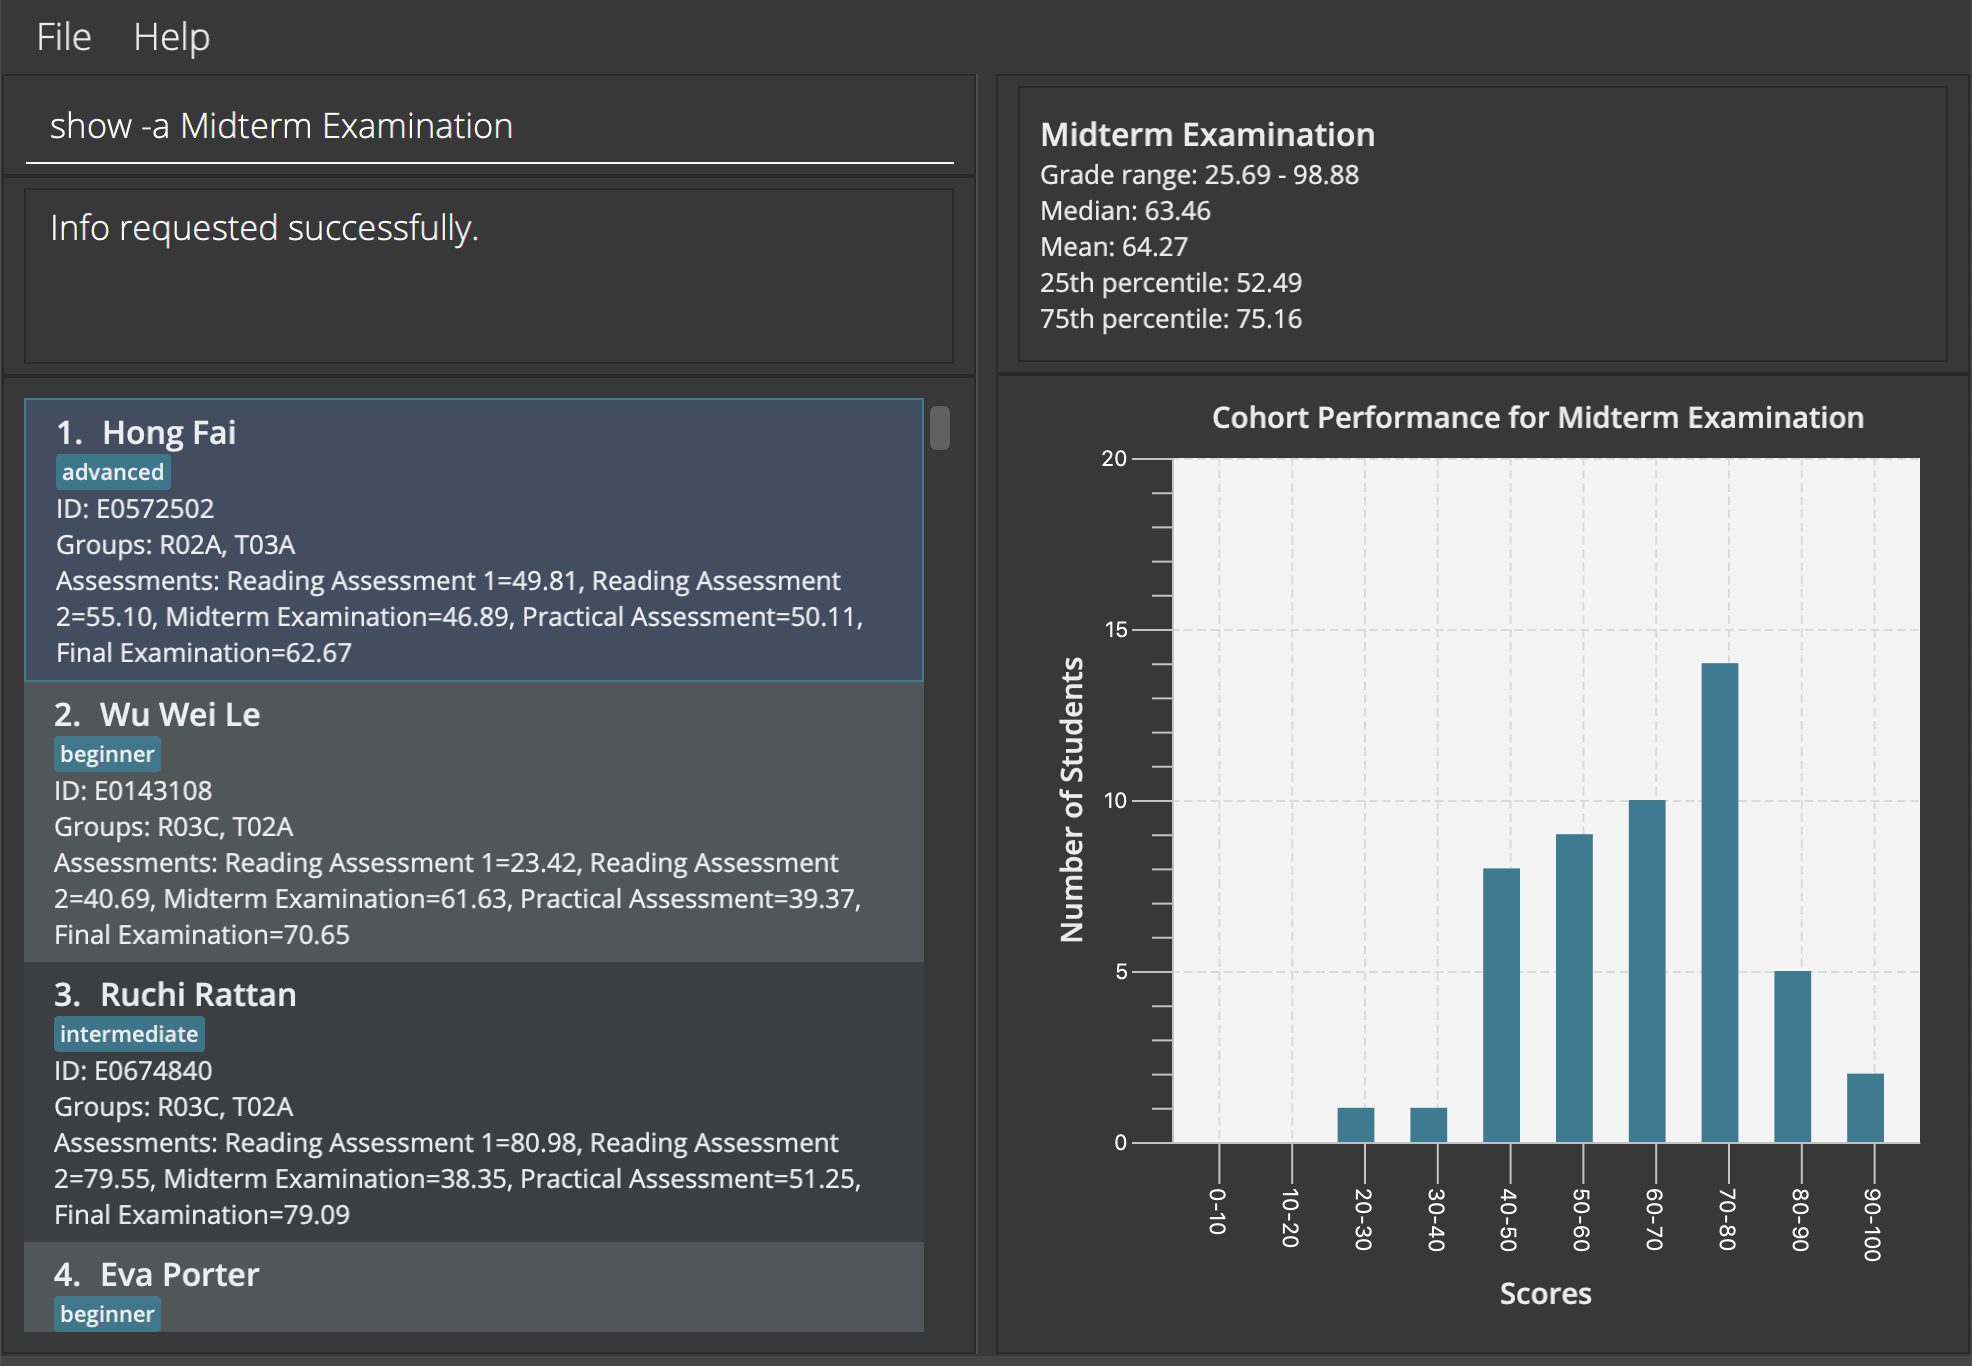 File Help
show -a Midterm Examination
Info requested successfully.
1. Hong Fai
advanced
ID: E0572502
Groups: R02A, T03A
Assessments: Reading Assessment 1=49.81, Reading Assessment
2=55.10, Midterm Examination=46.89, Practical Assessment=50.11,
Final Examination=62.67
2. Wu Wei Le
beginner
ID: E0143108
Groups: R03C, T02A
Assessments: Reading Assessment 1=23.42, Reading Assessment
2=40.69, Midterm Examination=61.63, Practical Assessment=39.37,
Final Examination=70.65
3. Ruchi Rattan
intermediate
ID: E0674840
Groups: R03C, T02A
Assessments: Reading Assessment 1=80.98, Reading Assessment
2=79.55, Midterm Examination=38.35, Practical Assessment=51.25,
Final Examination=79.09
4. Eva Porter
beginner
Midterm Examination
Grade range: 25.69 - 98.88
Median: 63.46
Mean: 64.27
25th percentile: 52.49
75th percentile: 75.16
Cohort Performance for Midterm Examination
Number of Students
20
15
10
5
0
0-10
10-20
20-30
30-40
40-50
50-60
60-70
70-80
80-90
90-100
Scores